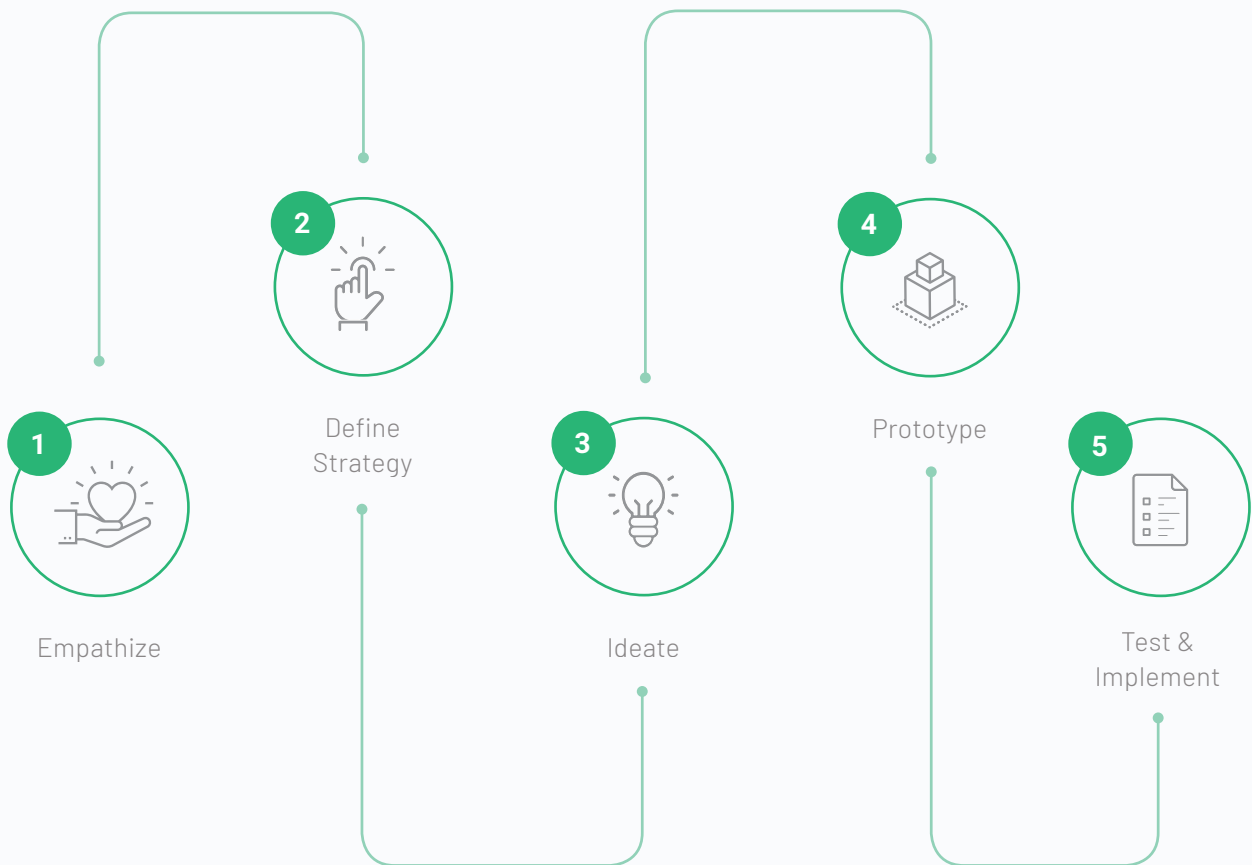 1
Empathize
2
Define
Strategy
3
Ideate
4
Prototype
5
Test &
Implement